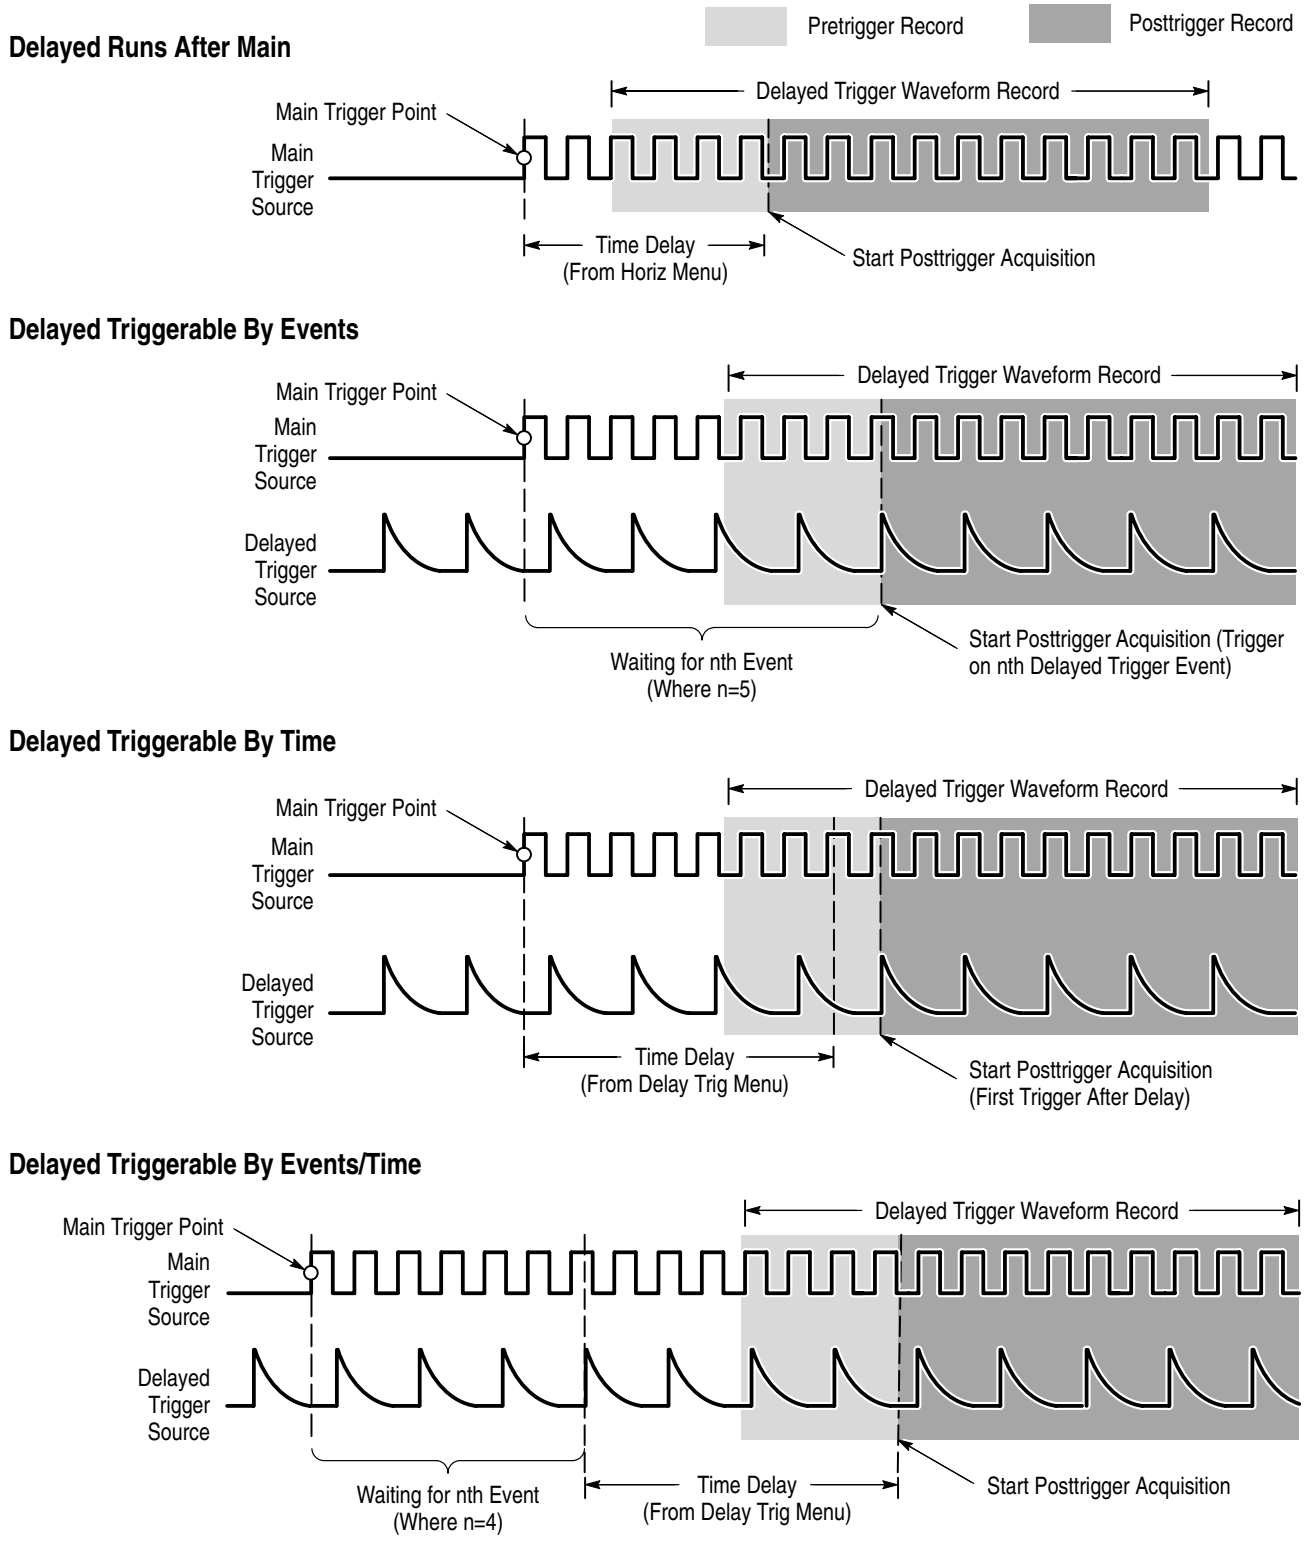 Pretrigger Record
Posttrigger Record
Delayed Runs After Main
Delayed Trigger Waveform Record
Main Trigger Point
Main
Trigger
Source
Time Delay
(From Horiz Menu)
Start Posttrigger Acquisition
Delayed Triggerable By Events
Delayed Trigger Waveform Record
Main Trigger Point
Main
Trigger
Source
Delayed
Trigger
Source
Waiting for nth Event
(Where n=5)
Start Posttrigger Acquisition (Trigger
on nth Delayed Trigger Event)
Delayed Triggerable By Time
Delayed Trigger Waveform Record
Main Trigger Point
Main
Trigger
Source
Delayed
Trigger
Source
Time Delay
(From Delay Trig Menu)
Start Posttrigger Acquisition
(First Trigger After Delay)
Delayed Triggerable By Events/Time
Delayed Trigger Waveform Record
Main Trigger Point
Main
Trigger
Source
Delayed
Trigger
Source
Waiting for nth Event
(Where n=4)
Time Delay
(From Delay Trig Menu)
Start Posttrigger Acquisition